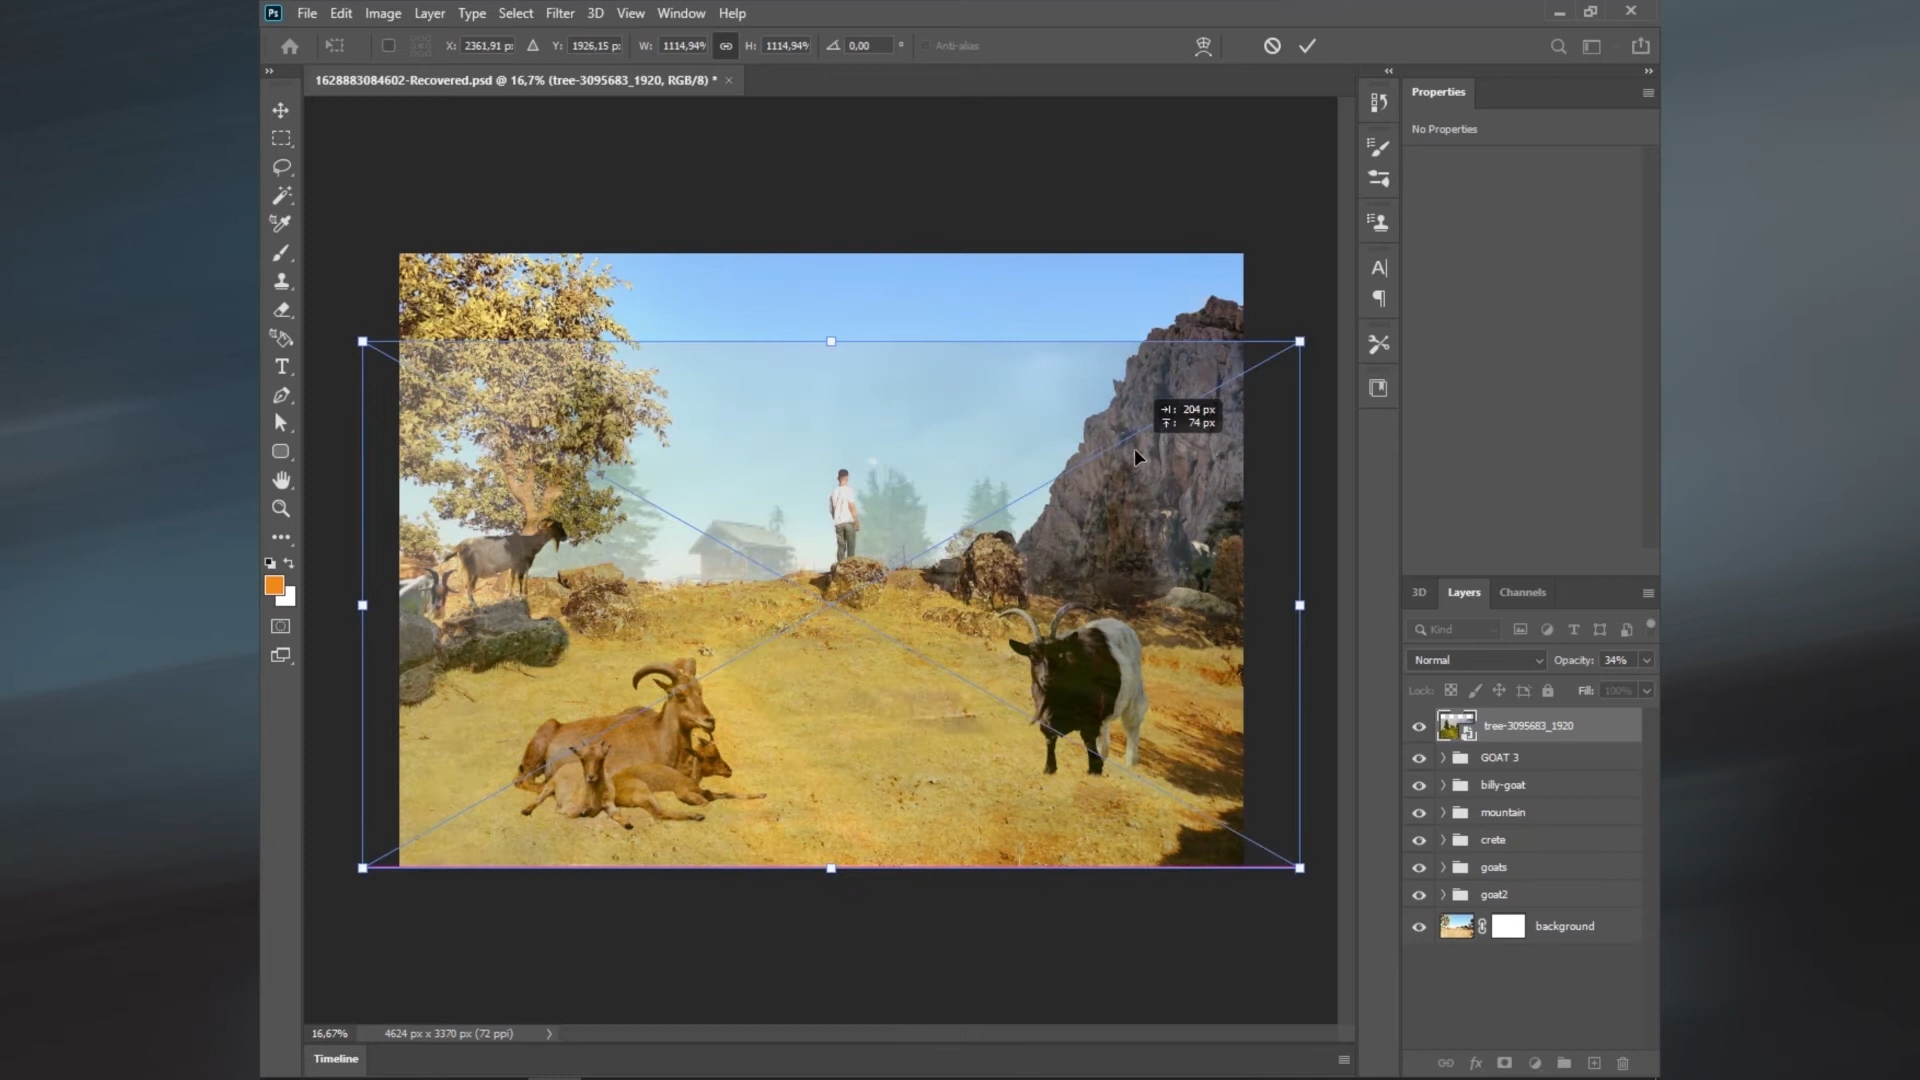 Ps File Edit Image Layer Type Select Filter 3D View Window Help
X: 2361,91 p: Y: 1926,15 p: W: 1114,94% H: 1114,94% 0,00 ° Anti-alias
1628883084602-Recovered.psd @ 16,7% (tree-3095683_1920, RGB/8) * ×
Properties
No Properties
204 px
74 px
3D Layers Channels
Kind
Normal Opacity: 34%
Lock: Fill: 100%
tree-3095683_1920
GOAT 3
billy-goat
mountain
crete
goats
goat2
background
16,67% 4624 px x 3370 px (72 ppi)
Timeline